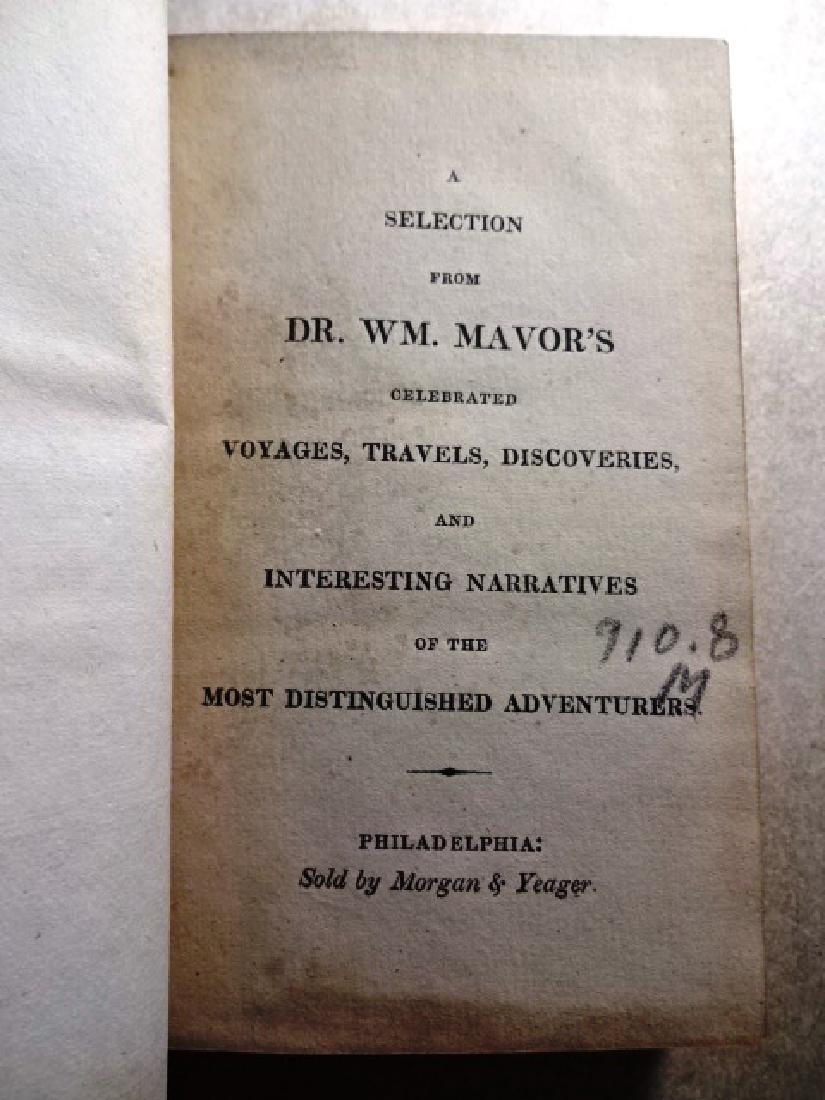 A
SELECTION
FROM
DR. WM. MAVOR'S
CELEBRATED
VOYAGES, TRAVELS, DISCOVERIES,
AND
INTERESTING NARRATIVES
OF THE
910.8
M
MOST DISTINGUISHED ADVENTURERS.
PHILADELPHIA:
Sold by Morgan & Yeager.